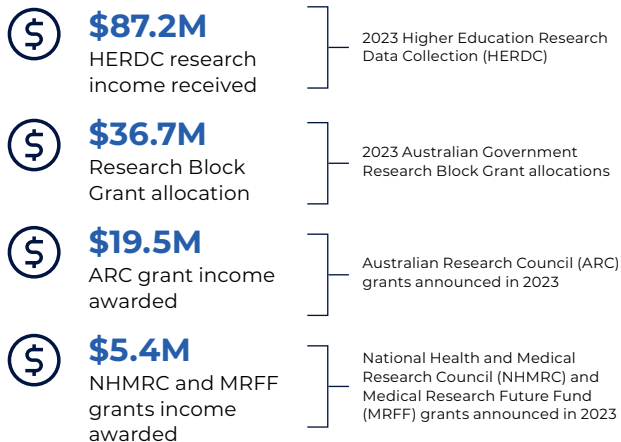 $87.2M
HERDC research
income received
2023 Higher Education Research
Data Collection (HERDC)
$36.7M
Research Block
Grant allocation
2023 Australian Government
Research Block Grant allocations
$19.5M
ARC grant income
awarded
Australian Research Council (ARC)
grants announced in 2023
$5.4M
NHMRC and MRFF
grants income
awarded
National Health and Medical
Research Council (NHMRC) and
Medical Research Future Fund
(MRFF) grants announced in 2023